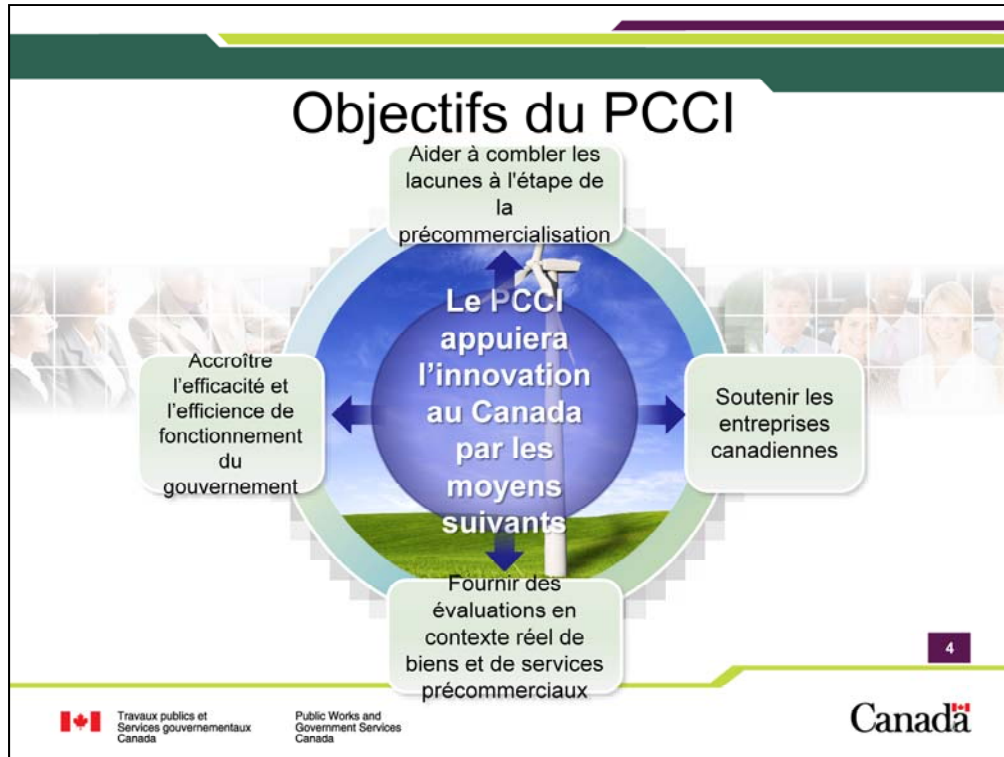 Objectifs du PCCI
Aider à combler les
lacunes à l'étape de
la
précommercialisation
Le PCCI
appuiera
l'innovation
au Canada
par les
moyens
suivants
Accroître
l'efficacité et
l'efficience de
fonctionnement
du
gouvernement
Soutenir les
entreprises
canadiennes
Fournir des
évaluations en
contexte réel de
biens et de services
précommerciaux
4
Travaux publics et
Services gouvernementaux
Canada
Public Works and
Government Services
Canada
Canada